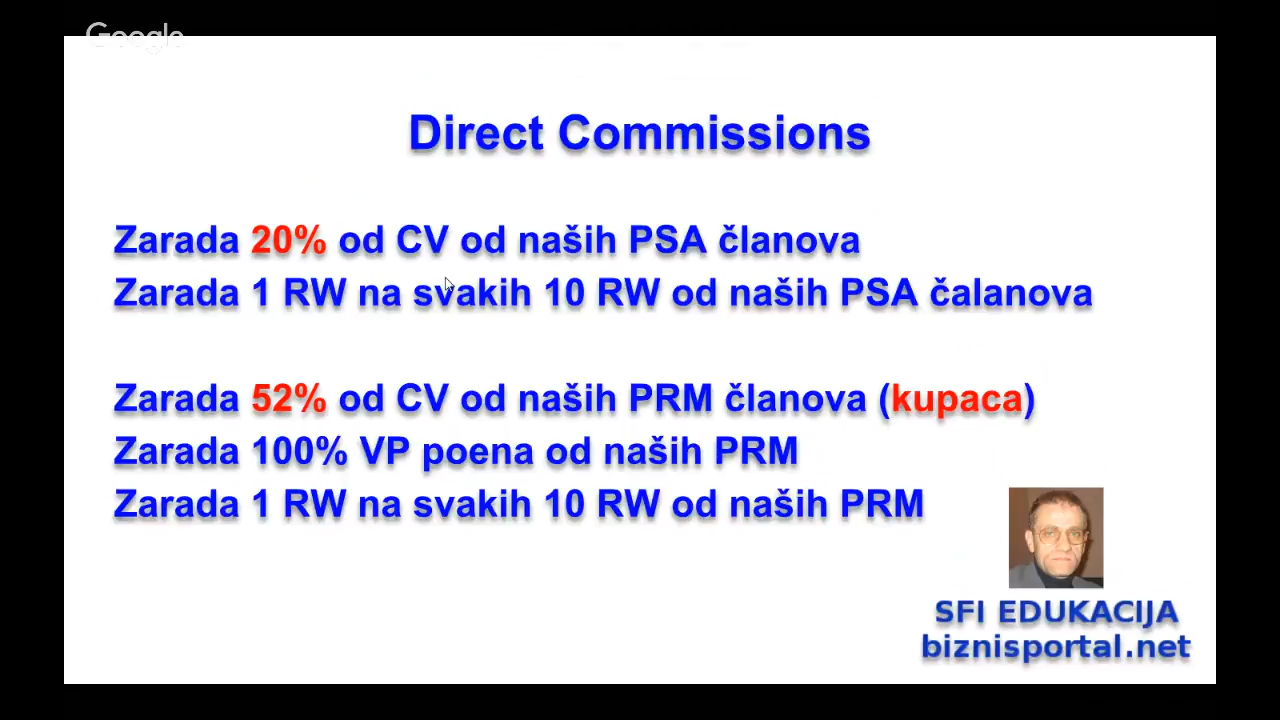 Google
Direct Commissions
Zarada 20% od CV od naših PSA članova
Zarada 1 RW na svakih 10 RW od naših PSA čalanova
Zarada 52% od CV od naših PRM članova (kupaca)
Zarada 100% VP poena od naših PRM
Zarada 1 RW na svakih 10 RW od naših PRM
SFI EDUKACIJA
biznisportal.net